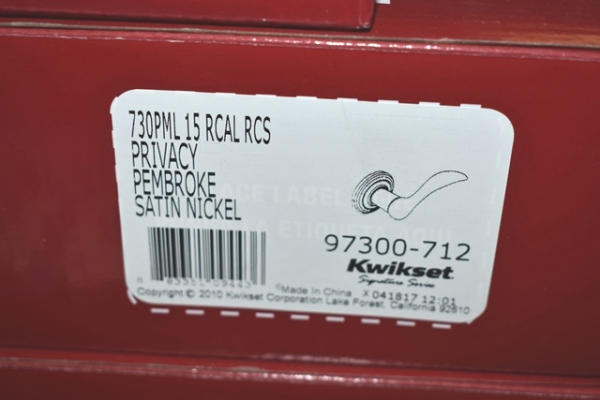 730PML 15 RCAL RCS
PRIVACY
PEMBROKE
SATIN NICKEL
97300-712
Kwikset
Signature Series
Made In China X 041817 12:01
Copyright © 2010 Kwikset Corporation Lake Forest, California 92610